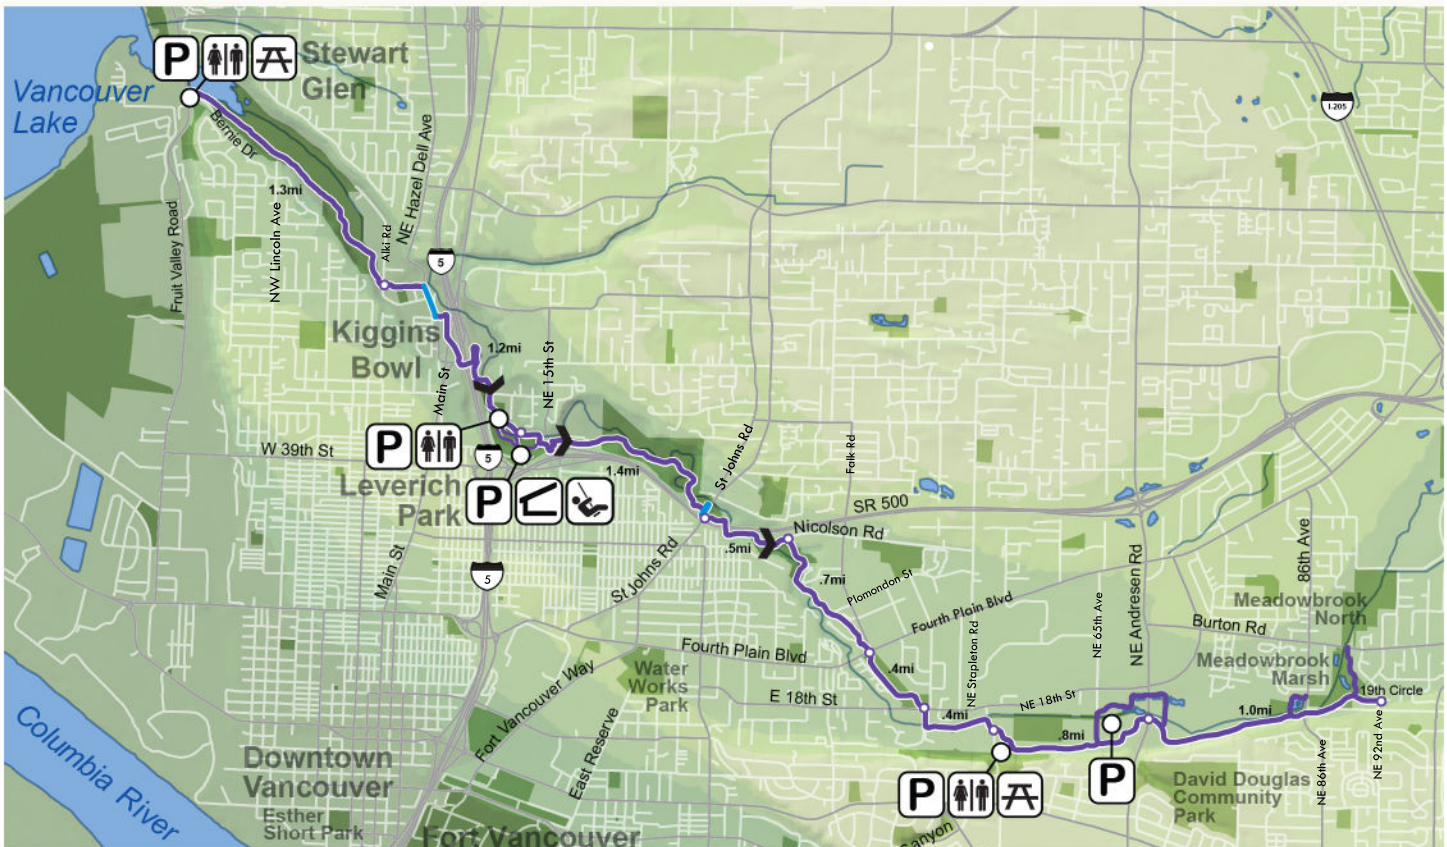 P
Stewart
Glen
Vancouver
Lake
Bernie Dr
1.3mi
NW Lincoln Ave
Fruit Valley Road
Alki Rd
NE Hazel Dell Ave
5
I-205
Kiggins
Bowl
1.2mi
Main St
NE 15th St
P
W 39th St
5
Leverich
Park
P
1.4mi
St Johns Rd
Falk Rd
SR 500
Nicolson Rd
.5mi
5
Main St
St Johns Rd
.7mi
Plomondon St
Fourth Plain Blvd
NE Stapleton Rd
NE 65th Ave
NE Andresen Rd
86th Ave
Meadowbrook
North
Burton Rd
Meadowbrook
Marsh
Fourth Plain Blvd
Water
Works
Park
.4mi
E 18th St
NE 18th St
19th Circle
.4mi
1.0mi
.8mi
Fort Vancouver Way
East Reserve
NE 92nd Ave
NE 86th Ave
Columbia River
Downtown
Vancouver
Esther
Short Park
Fort Vancouver
P
P
David Douglas
Community
Park
Canyon